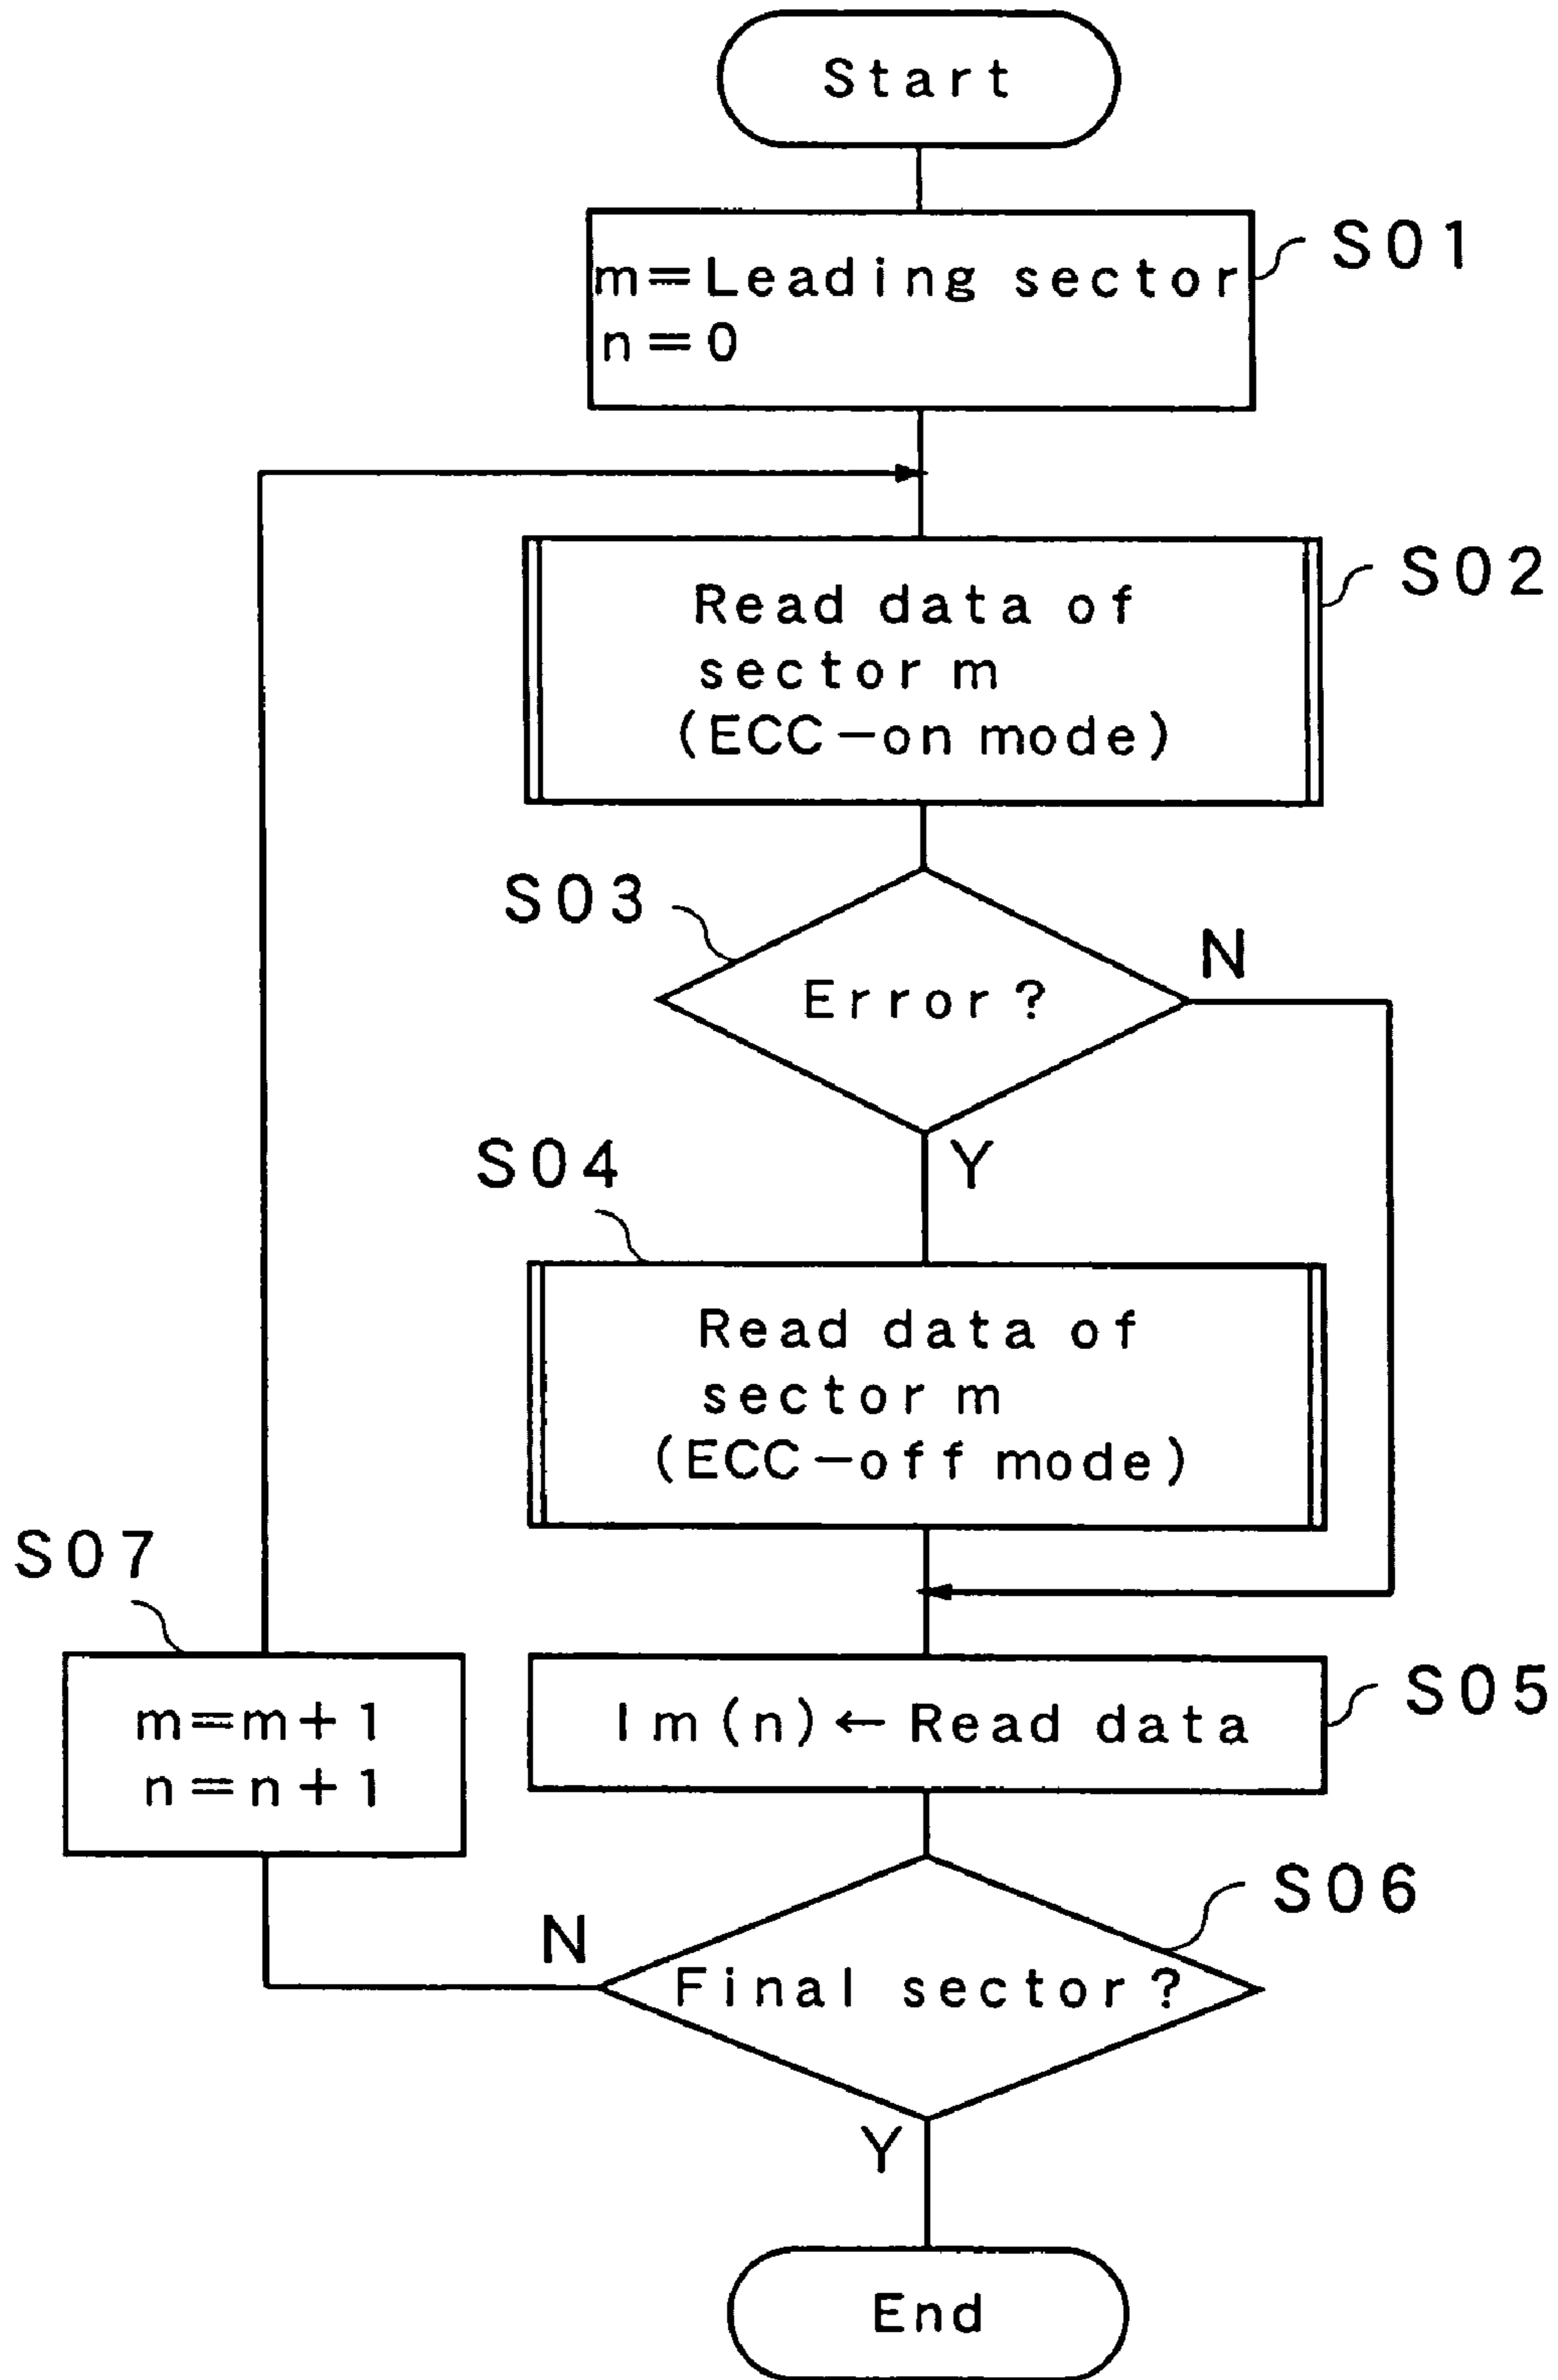 Start
m=Leading sector
n=0
S01
Read data of
sector m
(ECC-on mode)
S02
S03
Error?
N
Y
S04
Read data of
sector m
(ECC-off mode)
S07
m=m+1
n=n+1
Im(n)←Read data
S05
S06
N
Final sector?
Y
End